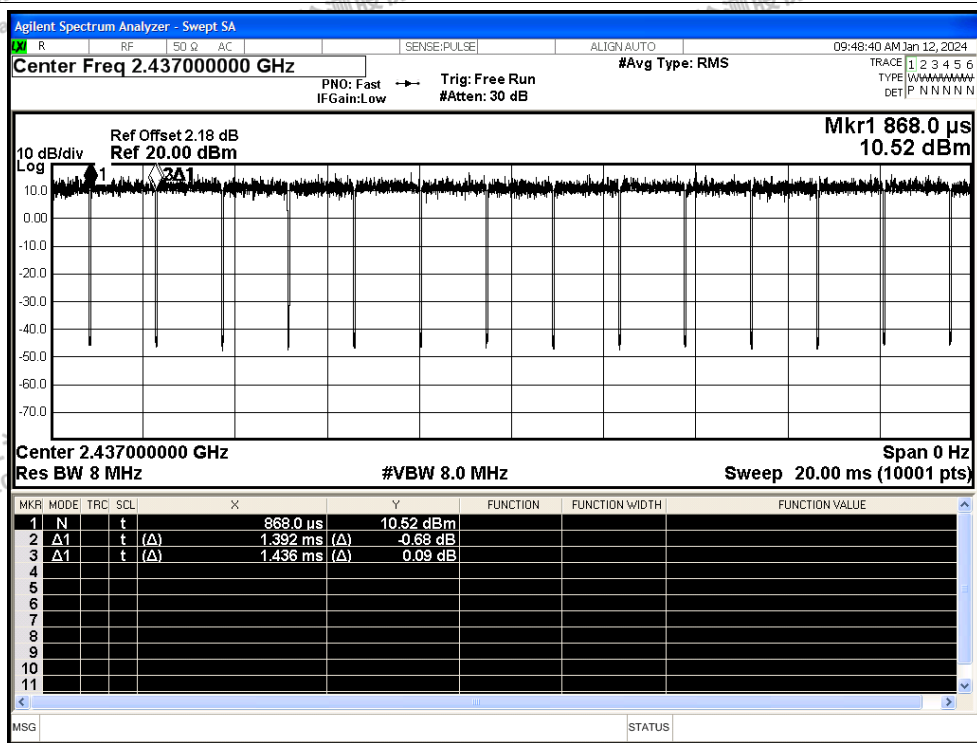 Agilent Spectrum Analyzer - Swept SA
LXI R RF 50 Ω AC SENSE:PULSE ALIGN AUTO 09:48:40 AM Jan 12, 2024
Center Freq 2.437000000 GHz #Avg Type: RMS TRACE 1 2 3 4 5 6
PNO: Fast Trig: Free Run TYPE WWWWWW
IFGain:Low #Atten: 30 dB DET P N N N N N
Mkr1 868.0 µs
10.52 dBm
Ref Offset 2.18 dB
10 dB/div Ref 20.00 dBm
Log
1 3Δ1
10.0
0.00
-10.0
-20.0
-30.0
-40.0
-50.0
-60.0
-70.0
Center 2.437000000 GHz Span 0 Hz
Res BW 8 MHz #VBW 8.0 MHz Sweep 20.00 ms (10001 pts)
MKR MODE TRC SCL X Y FUNCTION FUNCTION WIDTH FUNCTION VALUE
1 N t 868.0 µs 10.52 dBm
2 Δ1 t (Δ) 1.392 ms (Δ) -0.68 dB
3 Δ1 t (Δ) 1.436 ms (Δ) 0.09 dB
4
5
6
7
8
9
10
11
MSG STATUS